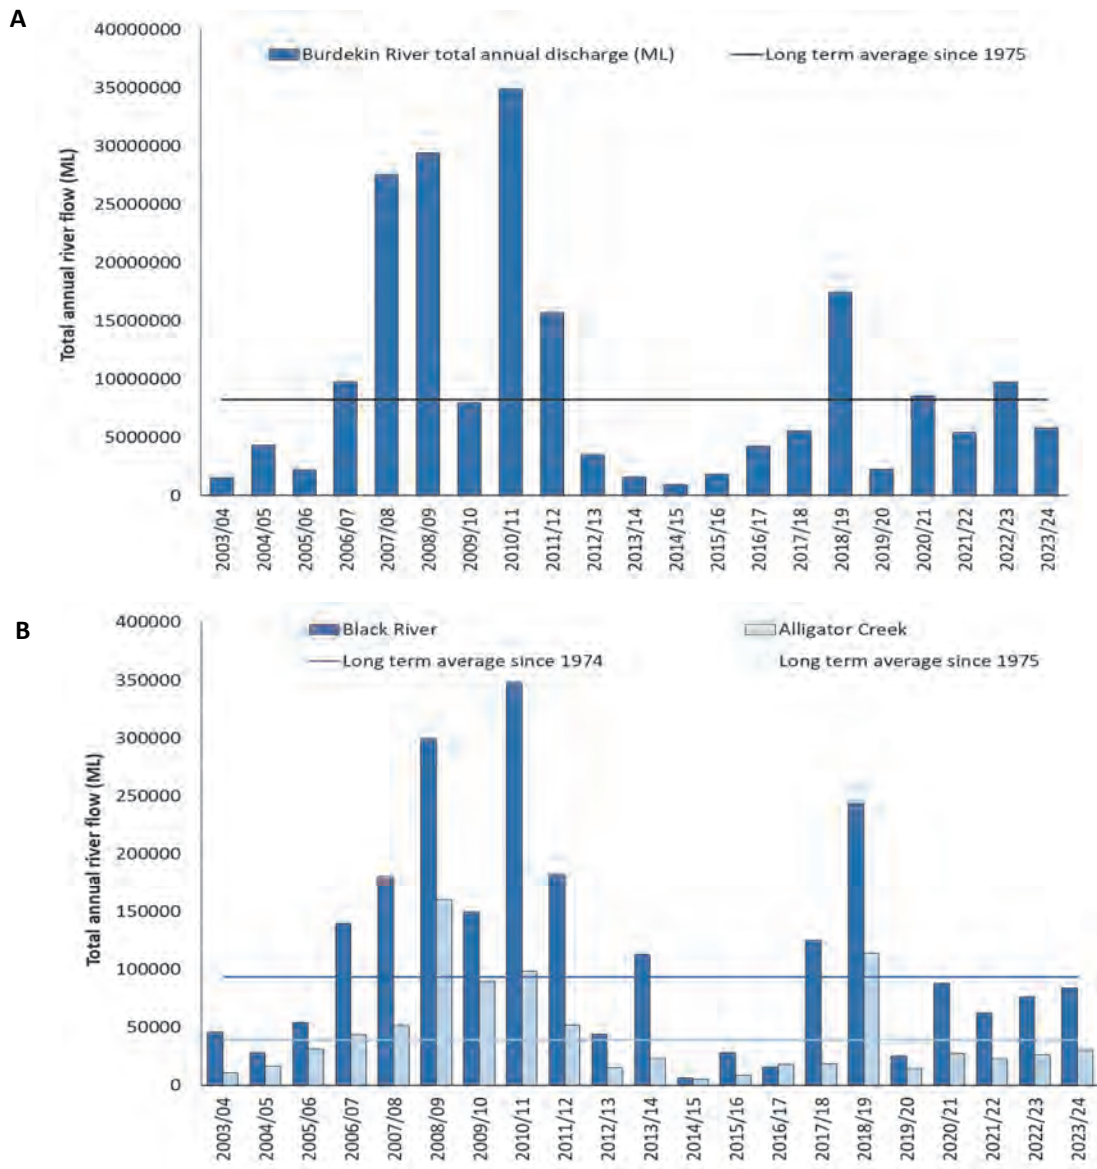 A
40000000
Burdekin River total annual discharge (ML) Long term average since 1975
35000000
30000000
25000000
20000000
15000000
10000000
5000000
0
Total annual river flow (ML)
2003/04 2004/05 2005/06 2006/07 2007/08 2008/09 2009/10 2010/11 2011/12 2012/13 2013/14 2014/15 2015/16 2016/17 2017/18 2018/19 2019/20 2020/21 2021/22 2022/23 2023/24
B
400000
Black River Alligator Creek
Long term average since 1974 Long term average since 1975
350000
300000
250000
200000
150000
100000
50000
0
Total annual river flow (ML)
2003/04 2004/05 2005/06 2006/07 2007/08 2008/09 2009/10 2010/11 2011/12 2012/13 2013/14 2014/15 2015/16 2016/17 2017/18 2018/19 2019/20 2020/21 2021/22 2022/23 2023/24